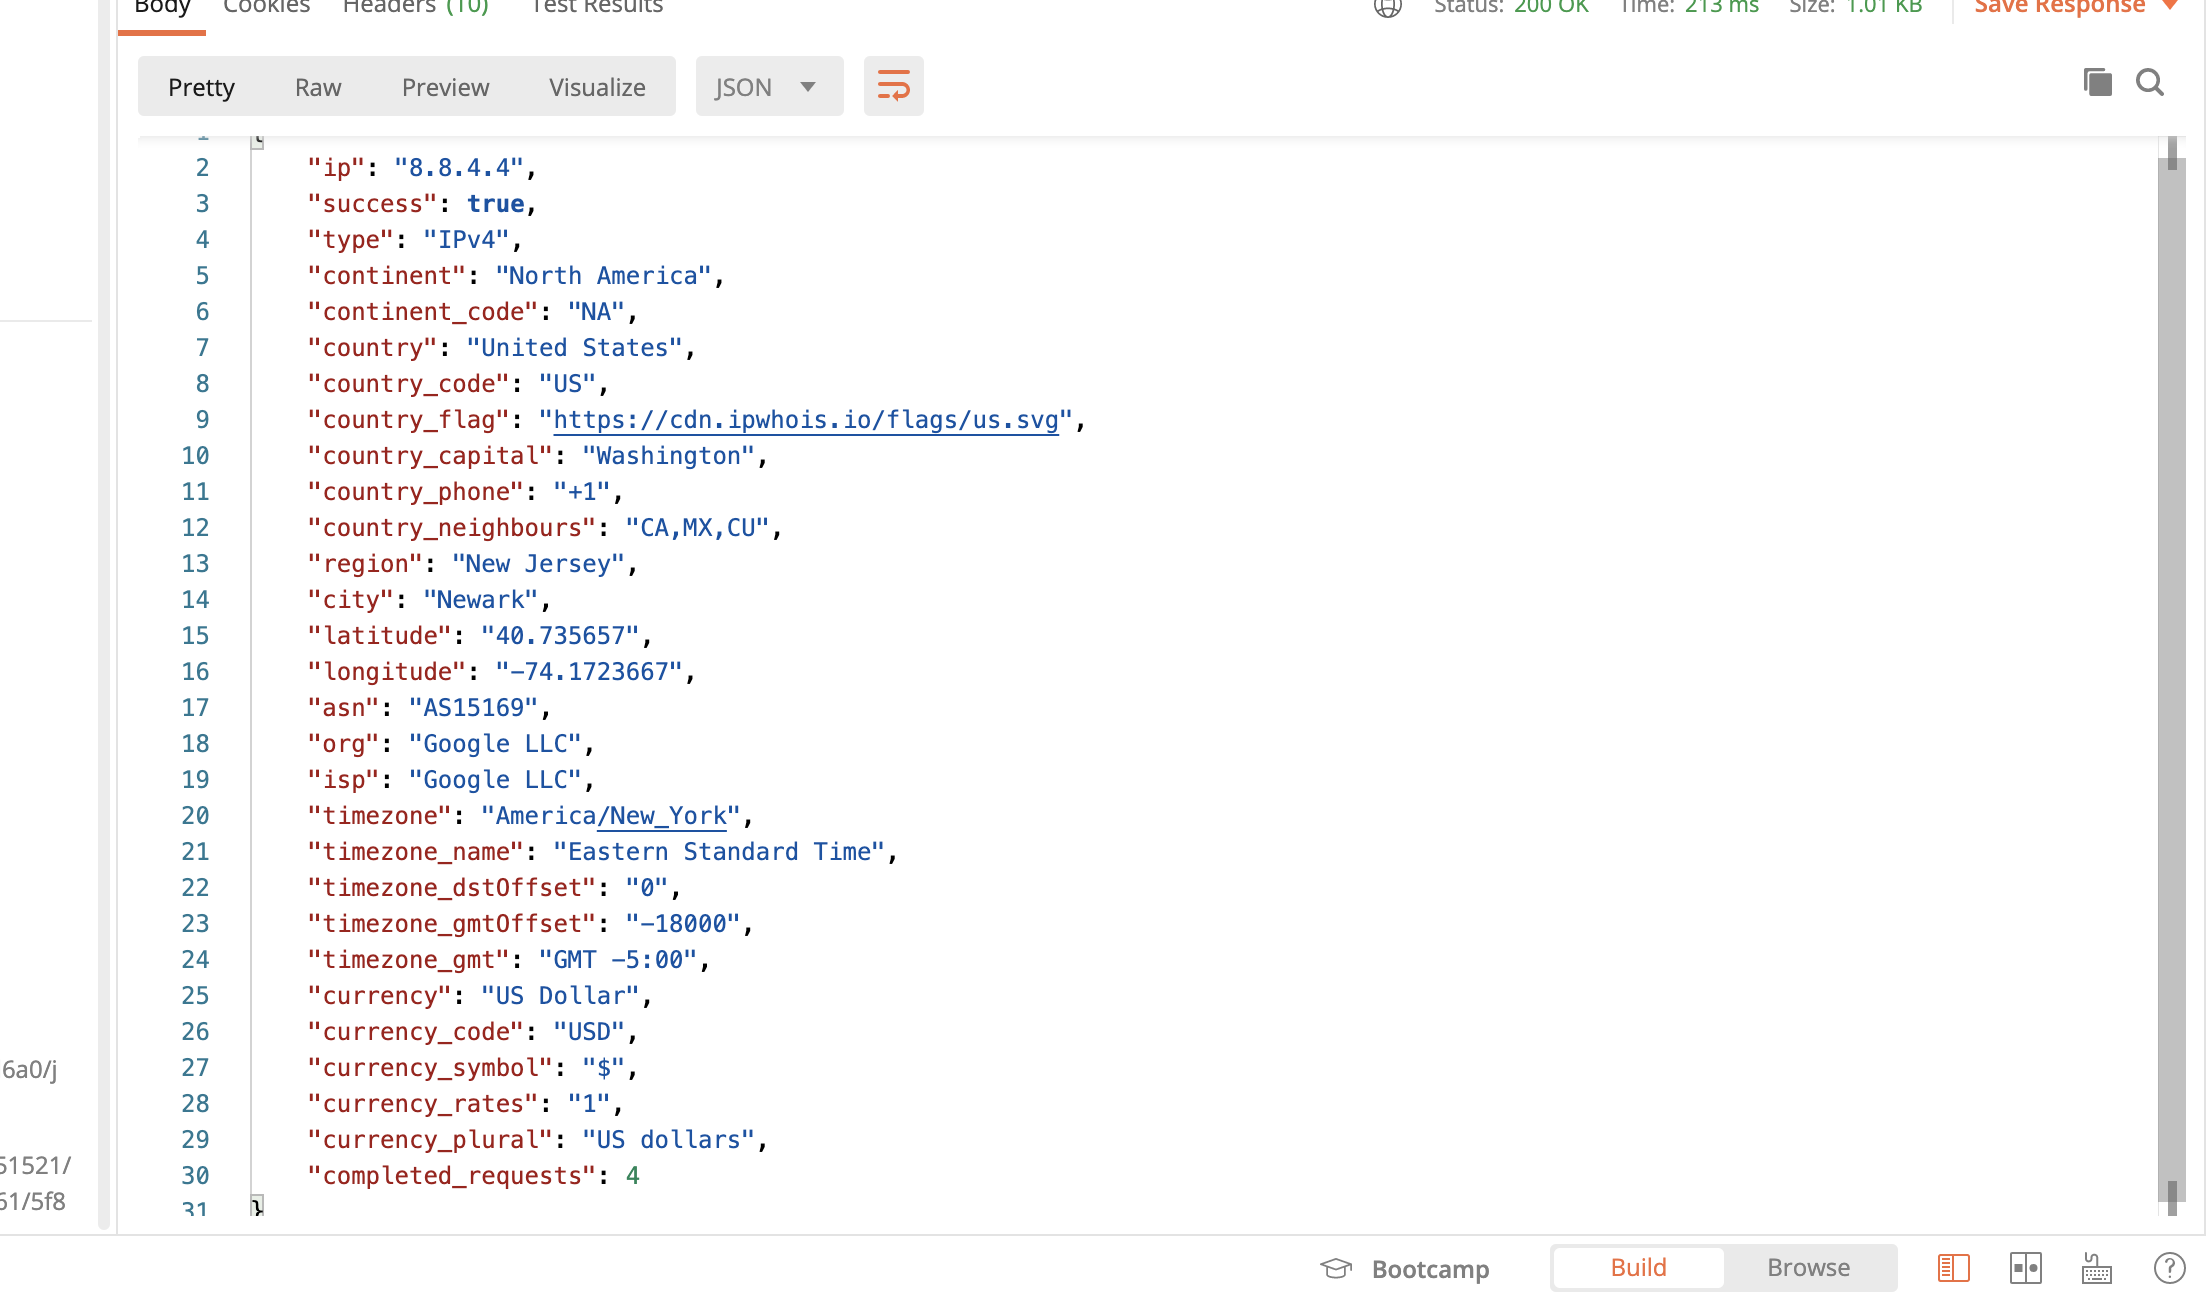 Body Cookies Headers (10) Test Results Status: 200 OK Time: 213 ms Size: 1.01 KB Save Response
Pretty Raw Preview Visualize JSON
1 {
2 "ip": "8.8.4.4",
3 "success": true,
4 "type": "IPv4",
5 "continent": "North America",
6 "continent_code": "NA",
7 "country": "United States",
8 "country_code": "US",
9 "country_flag": "https://cdn.ipwhois.io/flags/us.svg",
10 "country_capital": "Washington",
11 "country_phone": "+1",
12 "country_neighbours": "CA,MX,CU",
13 "region": "New Jersey",
14 "city": "Newark",
15 "latitude": "40.735657",
16 "longitude": "-74.1723667",
17 "asn": "AS15169",
18 "org": "Google LLC",
19 "isp": "Google LLC",
20 "timezone": "America/New_York",
21 "timezone_name": "Eastern Standard Time",
22 "timezone_dstOffset": "0",
23 "timezone_gmtOffset": "-18000",
24 "timezone_gmt": "GMT -5:00",
25 "currency": "US Dollar",
26 "currency_code": "USD",
27 "currency_symbol": "$",
28 "currency_rates": "1",
29 "currency_plural": "US dollars",
30 "completed_requests": 4
31 }
6a0/j
51521/
61/5f8
Bootcamp Build Browse